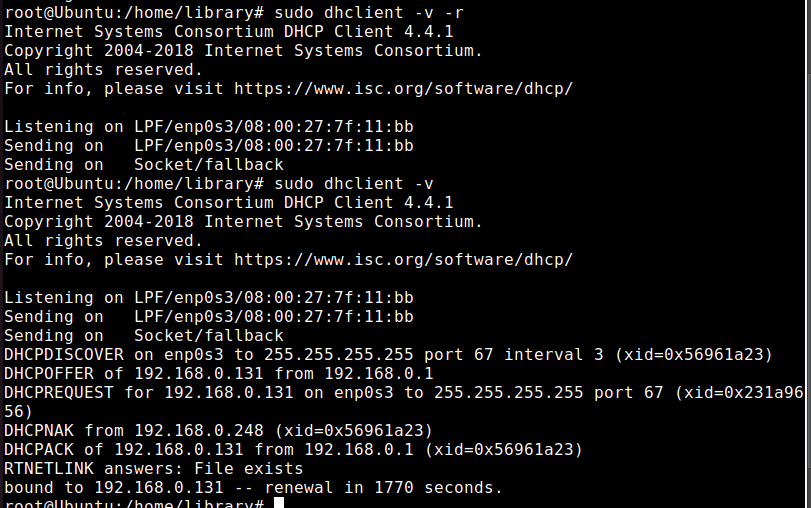 root@Ubuntu:/home/library# sudo dhclient -v -r
Internet Systems Consortium DHCP Client 4.4.1
Copyright 2004-2018 Internet Systems Consortium.
All rights reserved.
For info, please visit https://www.isc.org/software/dhcp/

Listening on LPF/enp0s3/08:00:27:7f:11:bb
Sending on   LPF/enp0s3/08:00:27:7f:11:bb
Sending on   Socket/fallback
root@Ubuntu:/home/library# sudo dhclient -v
Internet Systems Consortium DHCP Client 4.4.1
Copyright 2004-2018 Internet Systems Consortium.
All rights reserved.
For info, please visit https://www.isc.org/software/dhcp/

Listening on LPF/enp0s3/08:00:27:7f:11:bb
Sending on   LPF/enp0s3/08:00:27:7f:11:bb
Sending on   Socket/fallback
DHCPDISCOVER on enp0s3 to 255.255.255.255 port 67 interval 3 (xid=0x56961a23)
DHCPOFFER of 192.168.0.131 from 192.168.0.1
DHCPREQUEST for 192.168.0.131 on enp0s3 to 255.255.255.255 port 67 (xid=0x231a96
56)
DHCPNAK from 192.168.0.248 (xid=0x56961a23)
DHCPACK of 192.168.0.131 from 192.168.0.1 (xid=0x56961a23)
RTNETLINK answers: File exists
bound to 192.168.0.131 -- renewal in 1770 seconds.
root@Ubuntu:/home/library#